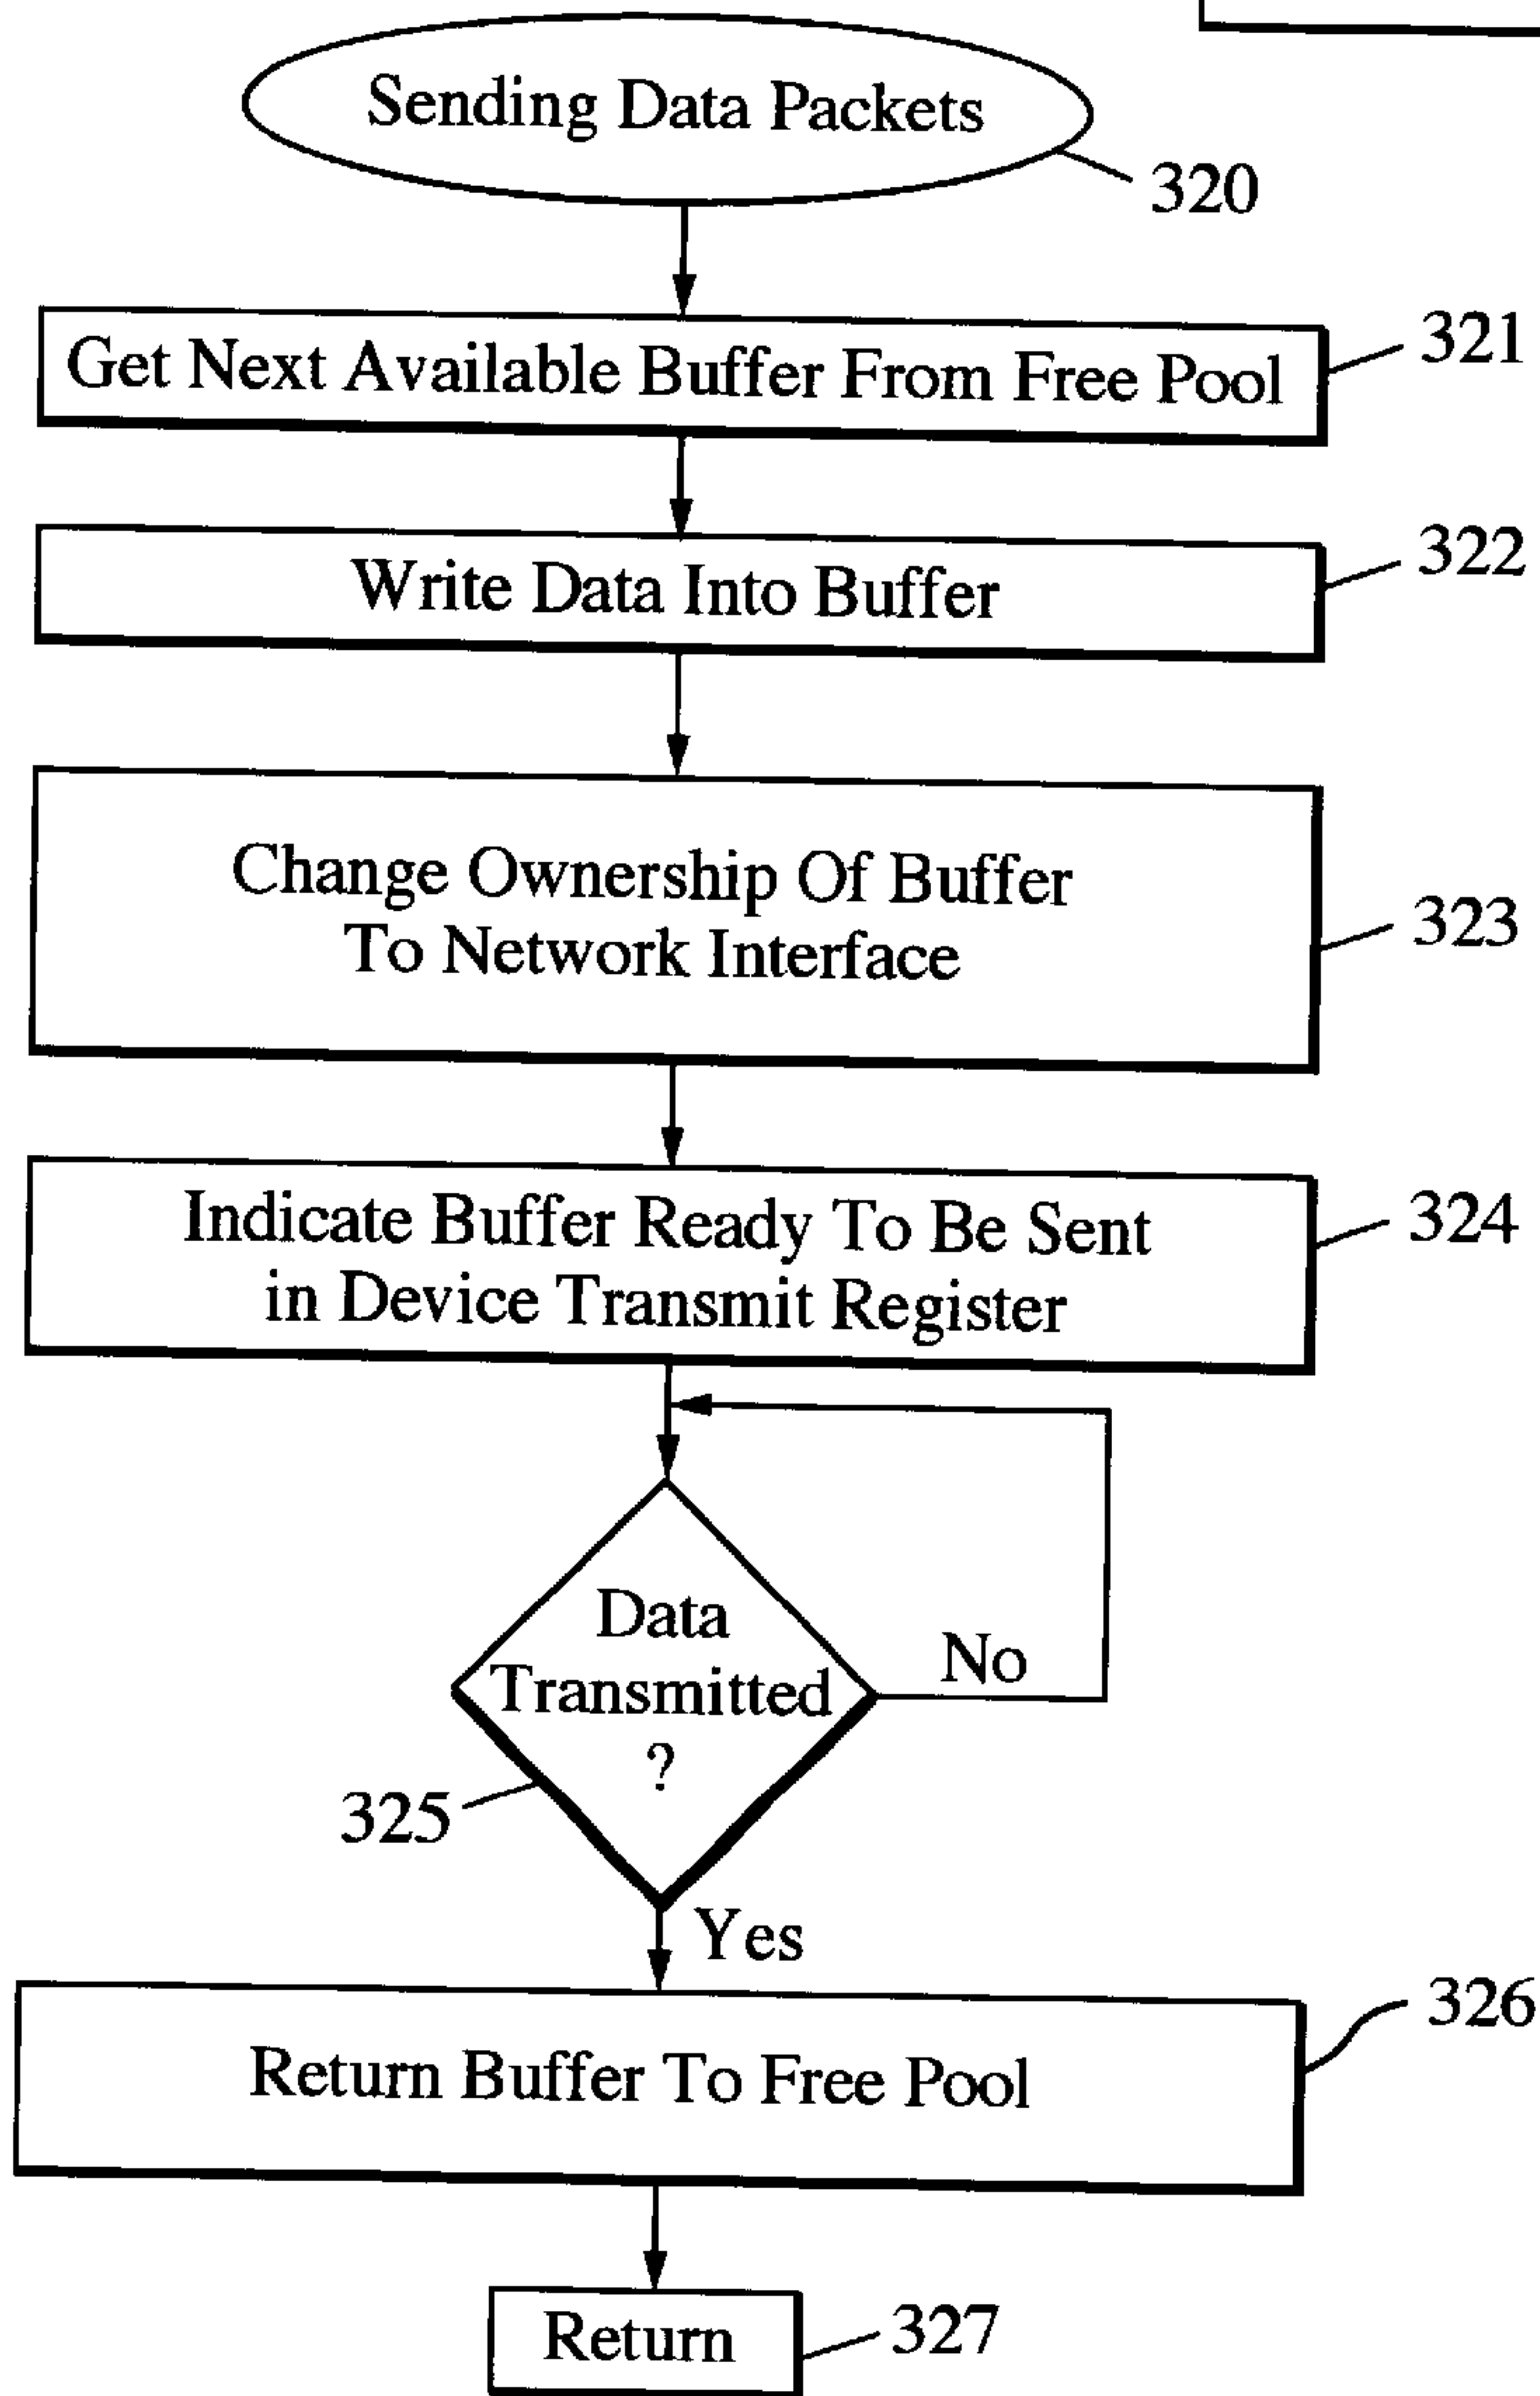 Sending Data Packets
320
Get Next Available Buffer From Free Pool
321
Write Data Into Buffer
322
Change Ownership Of Buffer
To Network Interface
323
Indicate Buffer Ready To Be Sent
in Device Transmit Register
324
Data
Transmitted
?
No
325
Yes
Return Buffer To Free Pool
326
Return
327